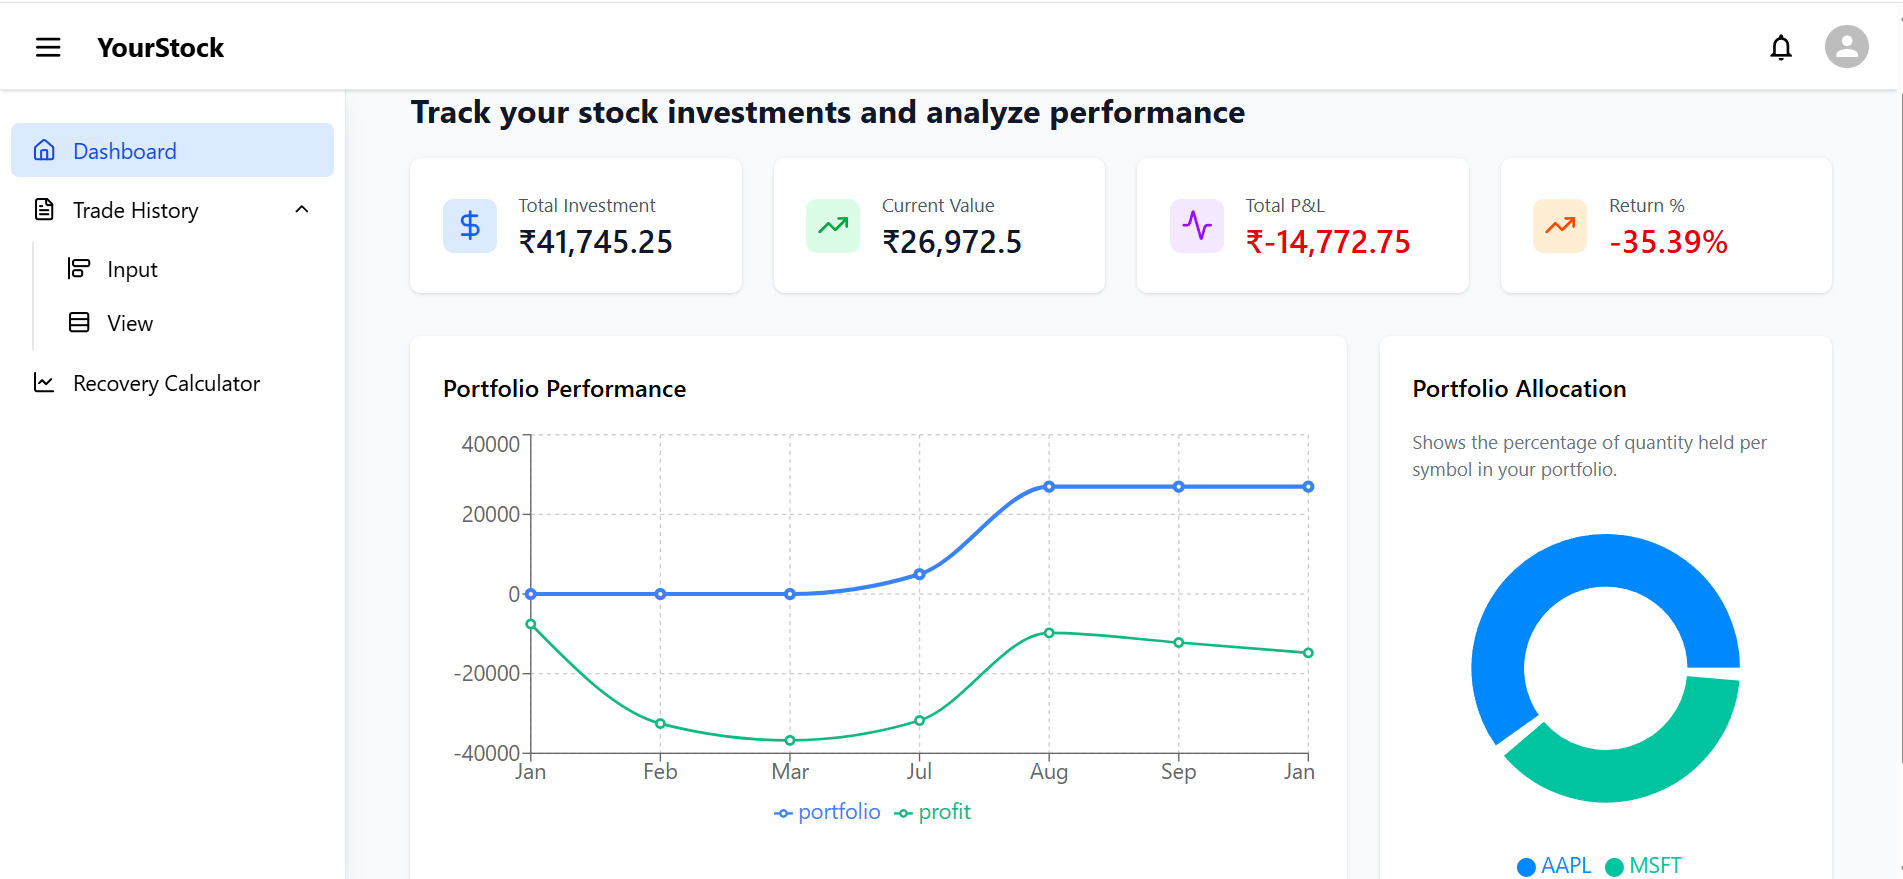 YourStock
Dashboard
Trade History
Input
View
Recovery Calculator
Track your stock investments and analyze performance
Total Investment
₹41,745.25
Current Value
₹26,972.5
Total P&L
₹-14,772.75
Return %
-35.39%
Portfolio Performance
40000
20000
0
-20000
-40000
Jan Feb Mar Jul Aug Sep Jan
portfolio profit
Portfolio Allocation
Shows the percentage of quantity held per
symbol in your portfolio.
AAPL MSFT